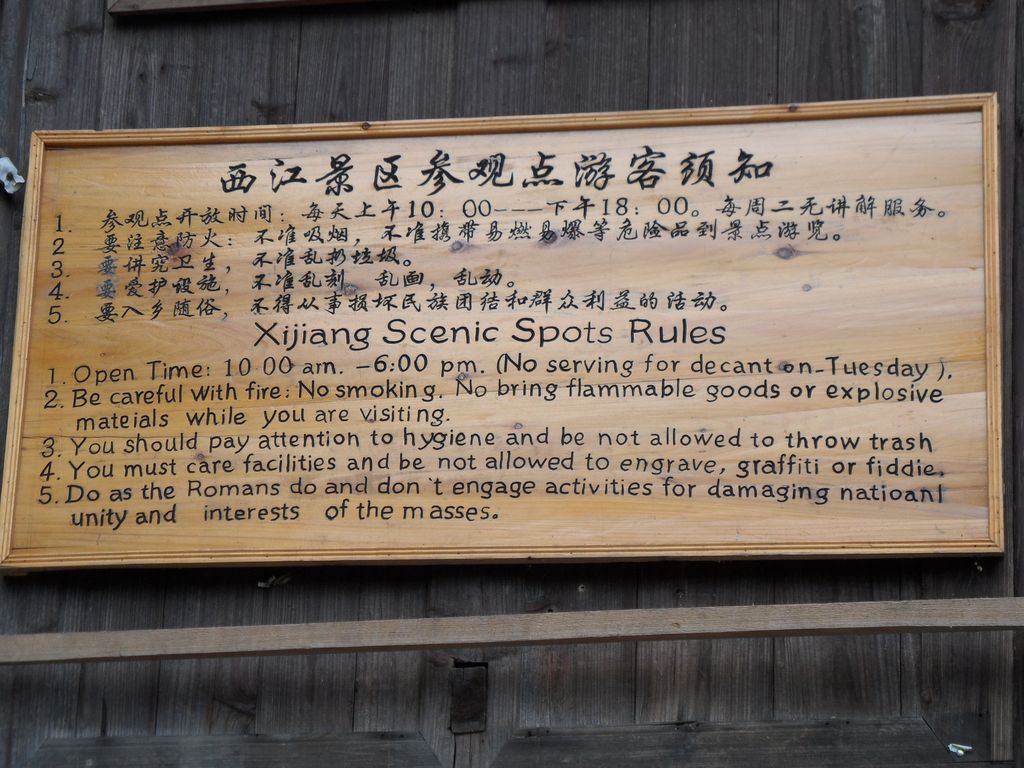 西江景区参观点游客须知
1. 参观点开放时间：每天上午10：00---下午18：00。每周二无讲解服务。
2 要注意防火：不准吸烟，不准携带易燃易爆等危险品到景点游览。
3. 要讲究卫生，不准乱扔垃圾。
4. 要爱护设施，不准乱刻 乱画，乱动。
5. 要入乡随俗，不得从事损坏民族团结和群众利益的活动。
Xijiang Scenic Spots Rules
1. Open Time: 10 00 am. -6:00 pm. (No serving for decant on-Tuesday ).
2. Be careful with fire: No smoking. No bring flammable goods or explosive
mateials while you are visiting.
3. You should pay attention to hygiene and be not allowed to throw trash
4. You must care facilities and be not allowed to engrave, graffiti or fiddie.
5. Do as the Romans do and don't engage activities for damaging natioanl
unity and interests of the masses.